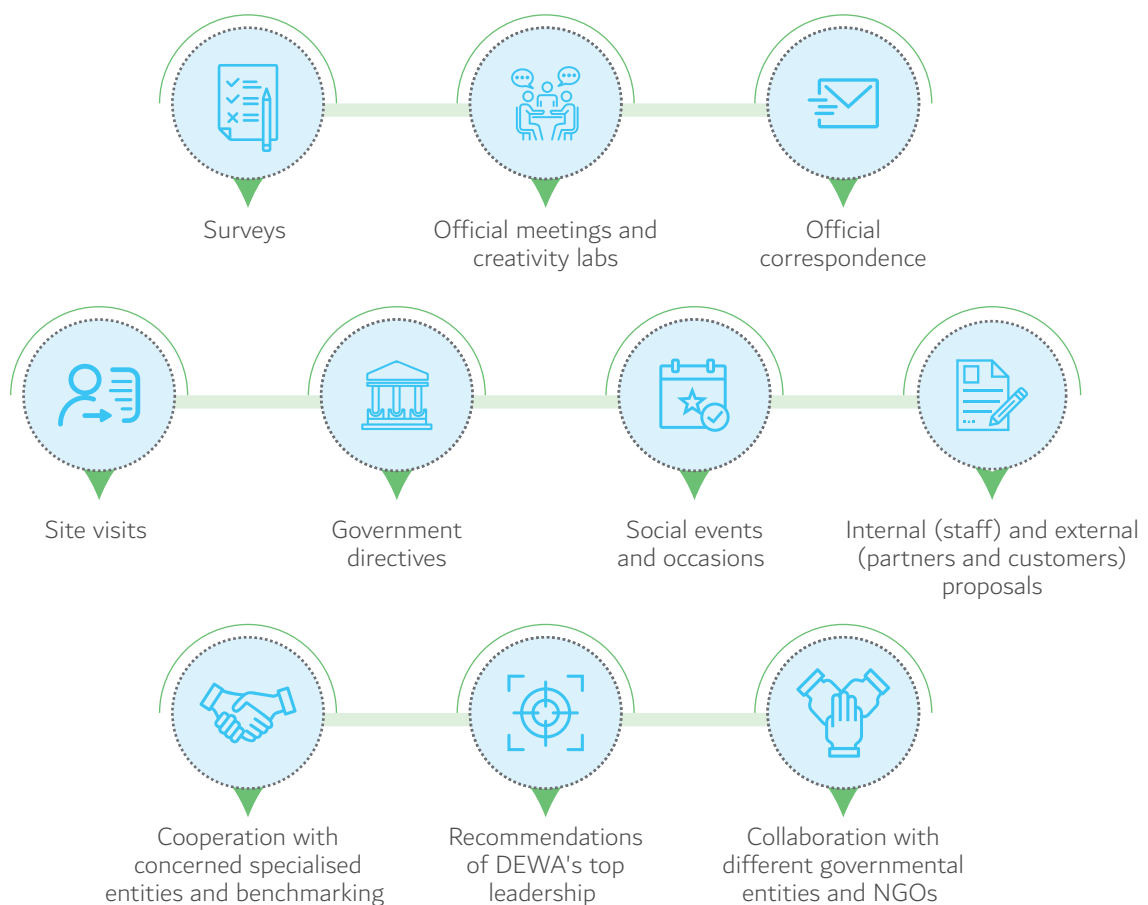 Surveys
Official meetings and
creativity labs
Official
correspondence
Site visits
Government
directives
Social events
and occasions
Internal (staff) and external
(partners and customers)
proposals
Cooperation with
concerned specialised
entities and benchmarking
Recommendations
of DEWA's top
leadership
Collaboration with
different governmental
entities and NGOs